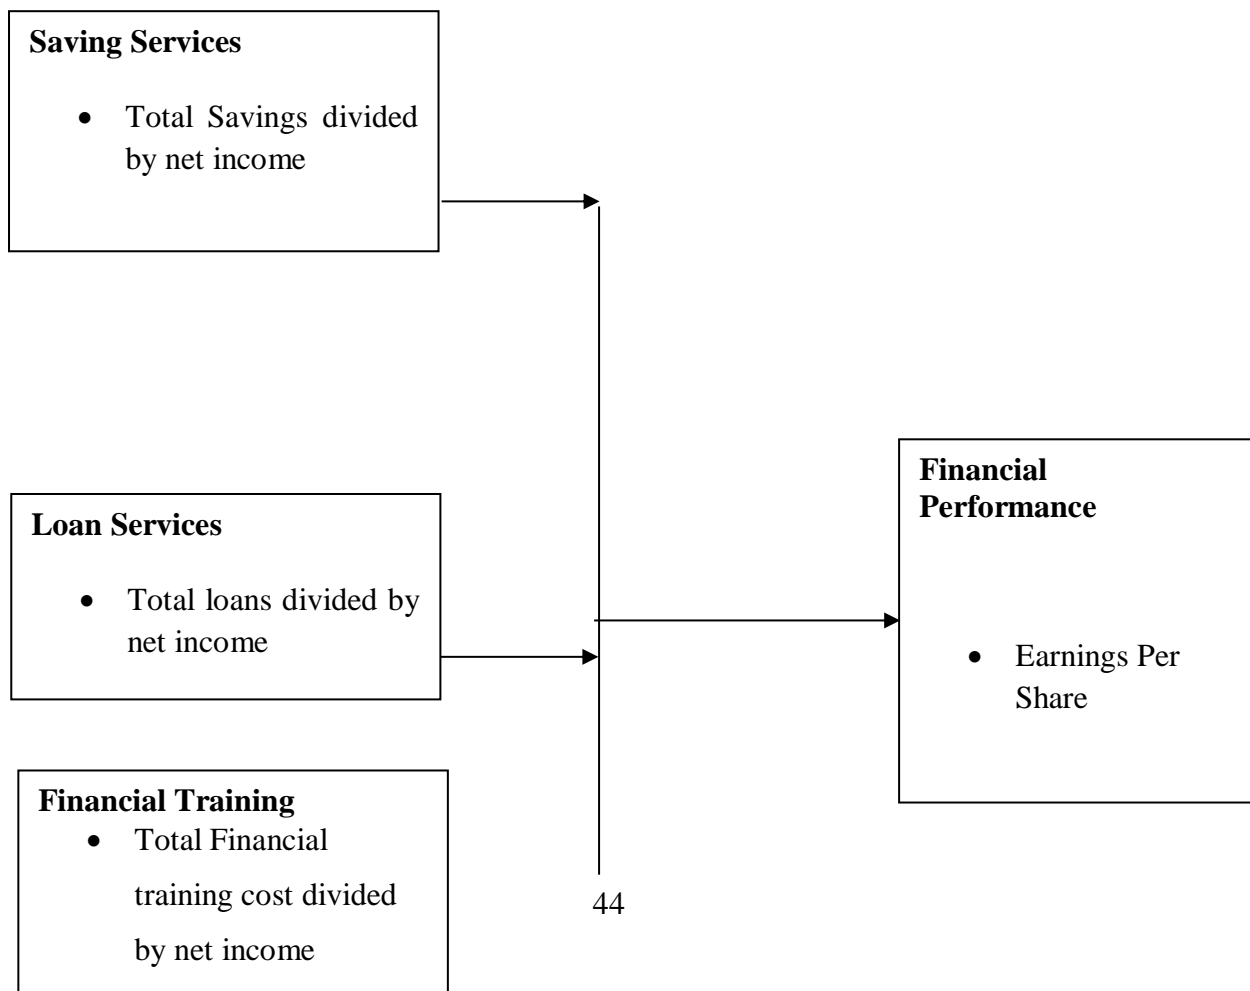 Saving Services
• Total Savings divided
by net income
Loan Services
• Total loans divided by
net income
Financial Training
• Total Financial
training cost divided
by net income
Financial
Performance
• Earnings Per
Share
44